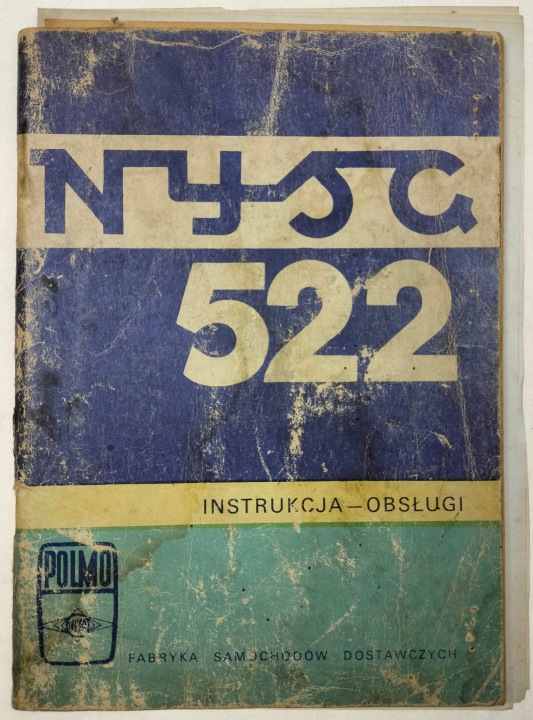 NYSA
522
INSTRUKCJA – OBSŁUGI
POLMO
NYSA
FABRYKA SAMOCHODÓW DOSTAWCZYCH